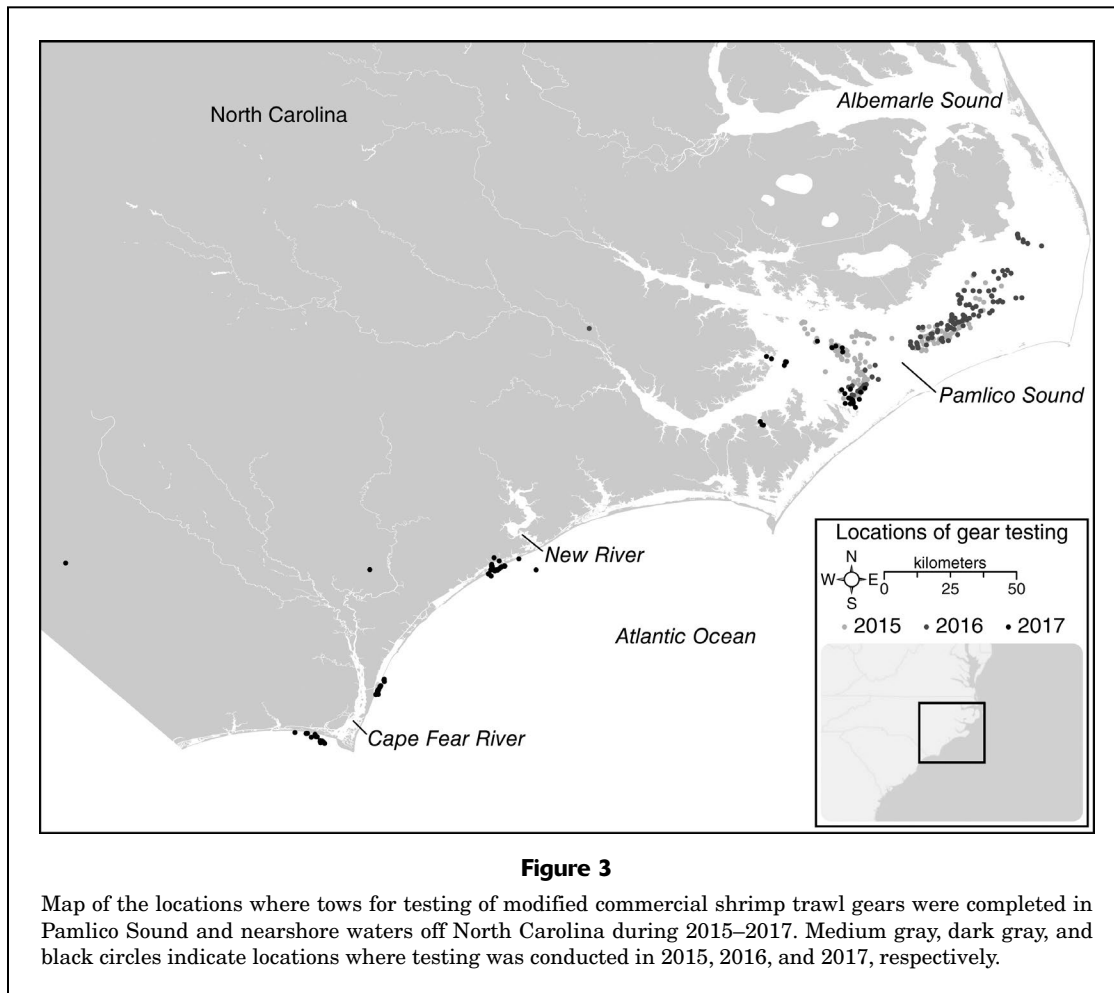 North Carolina
Albemarle Sound
Pamlico Sound
New River
Atlantic Ocean
Cape Fear River
Locations of gear testing
N
W E
S
kilometers
0 25 50
2015 2016 2017
Figure 3
Map of the locations where tows for testing of modified commercial shrimp trawl gears were completed in
Pamlico Sound and nearshore waters off North Carolina during 2015–2017. Medium gray, dark gray, and
black circles indicate locations where testing was conducted in 2015, 2016, and 2017, respectively.